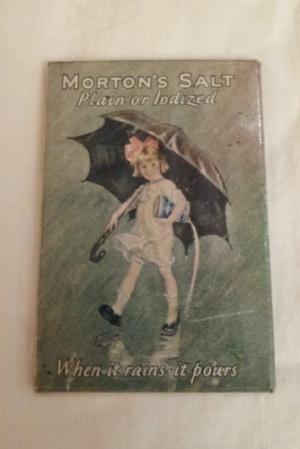 MORTON'S SALT
Plain or Iodized
When it rains-it pours